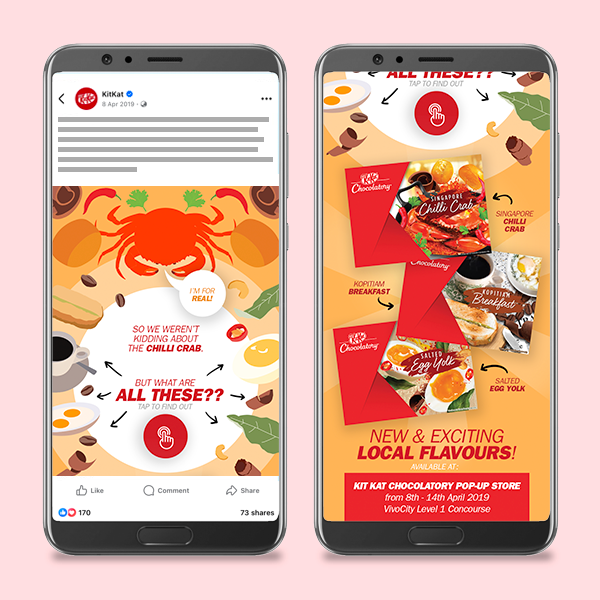 KitKat
8 Apr 2019
I'M FOR
REAL!
SO WE WEREN'T
KIDDING ABOUT
THE CHILLI CRAB.
BUT WHAT ARE
ALL THESE??
TAP TO FIND OUT
Like
Comment
Share
170
73 shares
ALL THESE??
TAP TO FIND OUT
KitKat
Chocolatory
SINGAPORE
Chilli Crab
SINGAPORE
CHILLI
CRAB
Chocolatory
KOPITIAM
Breakfast
KOPITIAM
BREAKFAST
KitKat
Chocolatory
SALTED
Egg Yolk
SALTED
EGG YOLK
NEW & EXCITING
LOCAL FLAVOURS!
AVAILABLE AT:
KIT KAT CHOCOLATORY POP-UP STORE
from 8th - 14th April 2019
VivoCity Level 1 Concourse